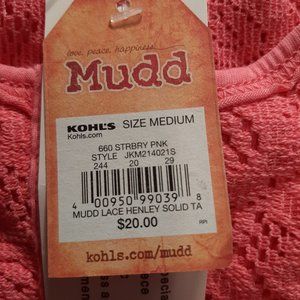 love. peace. happiness.
Mudd
KOHL'S SIZE MEDIUM
Kohls.com
660 STRBRY PNK
STYLE JKM214021S
244 20 29
4 00950 99039 8
MUDD LACE HENLEY SOLID TA
$20.00
RPI
kohls.com/mudd